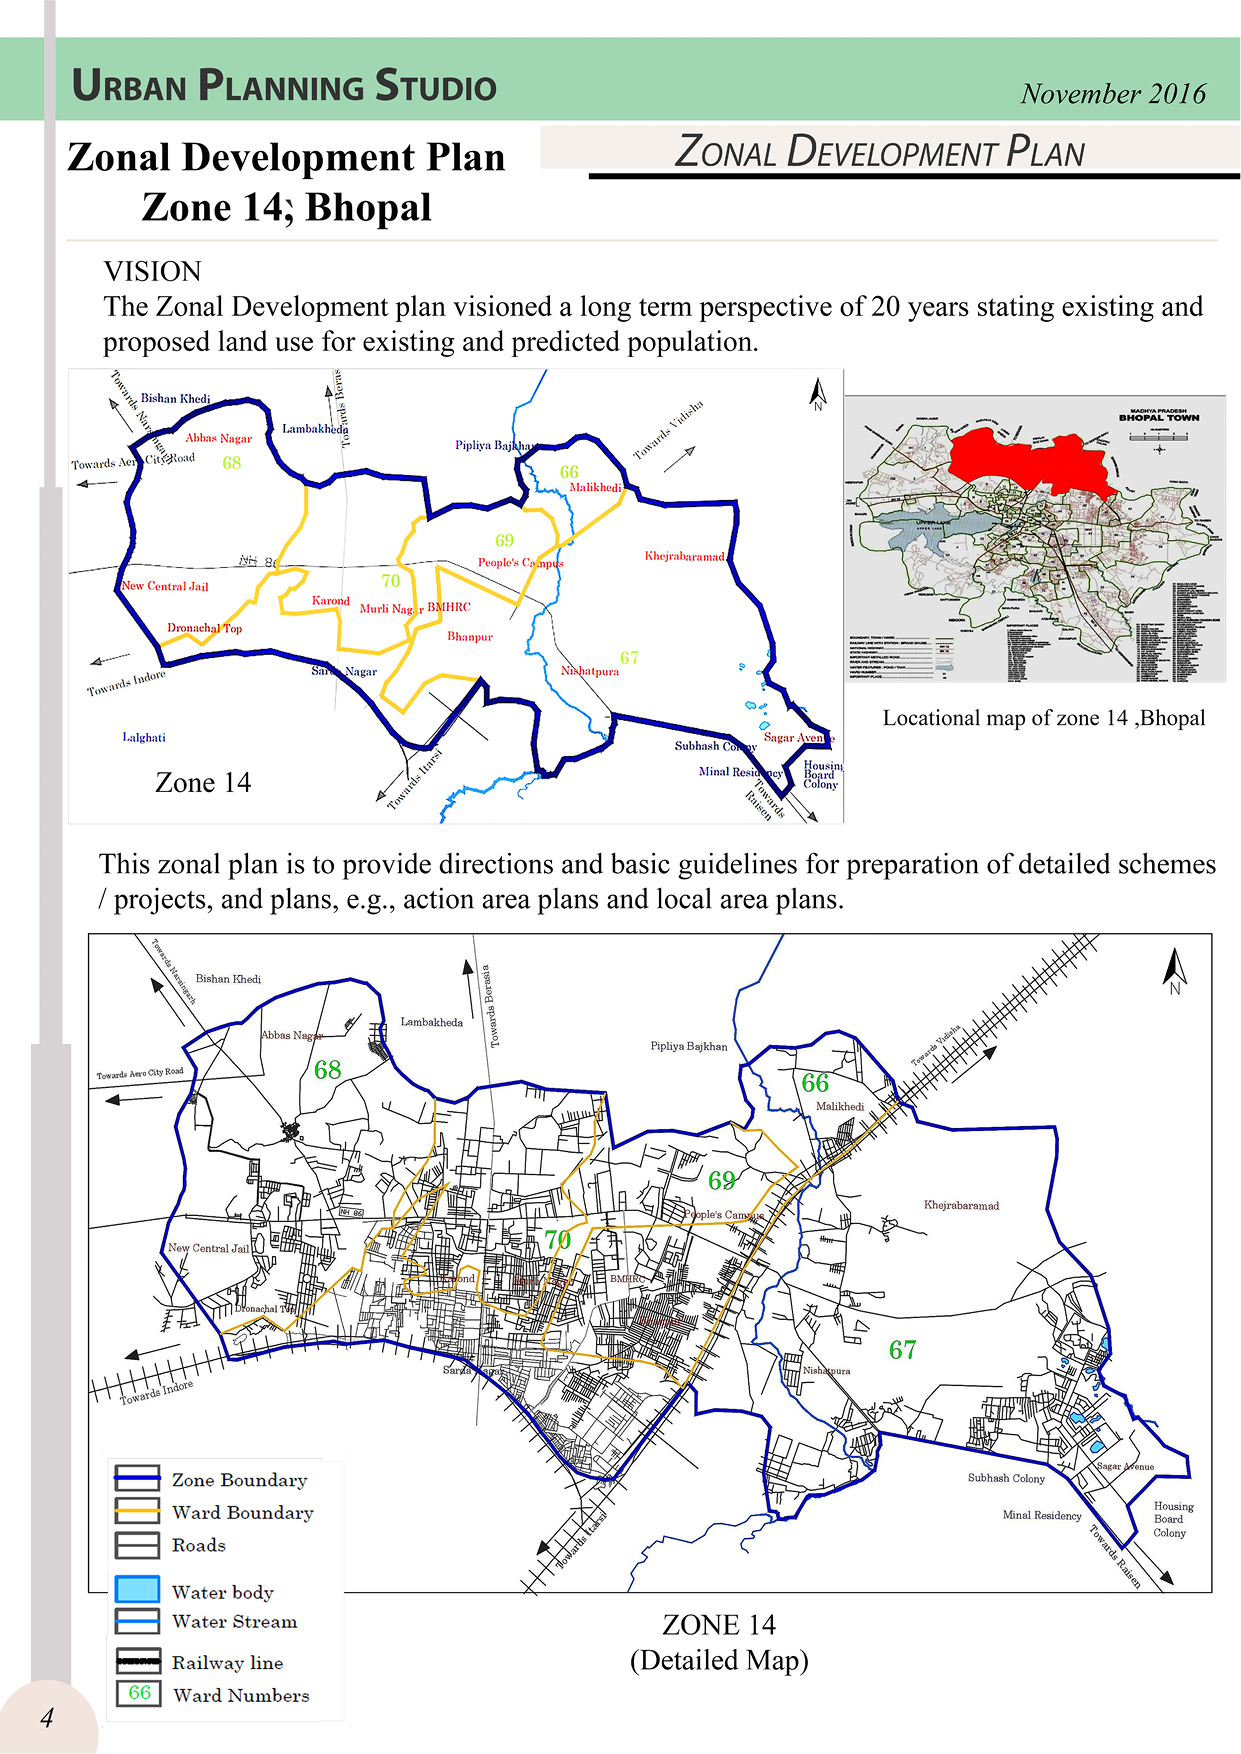 URBAN PLANNING STUDIO
November 2016
Zonal Development Plan
Zone 14; Bhopal
ZONAL DEVELOPMENT PLAN
VISION
The Zonal Development plan visioned a long term perspective of 20 years stating existing and
proposed land use for existing and predicted population.
Towards Narsingarh
Bishan Khedi
Towards Beras
Lambakheda
Abbas Nagar
68
Towards Aero City Road
Pipliya Bajkhan
Towards Vidisha
N
66
Malikhedi
69
People's Campus
Khejrabaramad
NH 86
70
New Central Jail
Karond
Murli Nagar
BMHRC
Dronachal Top
Bhanpur
67
Nishatpura
Towards Indore
Lalghati
Zone 14
Towards Itarsi
Subhash Colony
Sagar Avenue
Minal Residency
Housing
Board
Colony
Towards
Raisen
MADHYA PRADESH
BHOPAL TOWN
UPPER LAKE
Locational map of zone 14 ,Bhopal
This zonal plan is to provide directions and basic guidelines for preparation of detailed schemes
/ projects, and plans, e.g., action area plans and local area plans.
Towards Narsingarh
Bishan Khedi
Towards Berasia
Lambakheda
Abbas Nagar
68
Towards Aero City Road
Pipliya Bajkhan
Towards Vidisha
N
66
Malikhedi
69
People's Campus
Khejrabaramad
NH 86
70
New Central Jail
Karond
BMHRC
Dronachal Top
67
Nishatpura
Towards Indore
Towards Itarsi
Subhash Colony
Sagar Avenue
Minal Residency
Housing
Board
Colony
Towards Raisen
Zone Boundary
Ward Boundary
Roads
Water body
Water Stream
Railway line
66
Ward Numbers
ZONE 14
(Detailed Map)
4